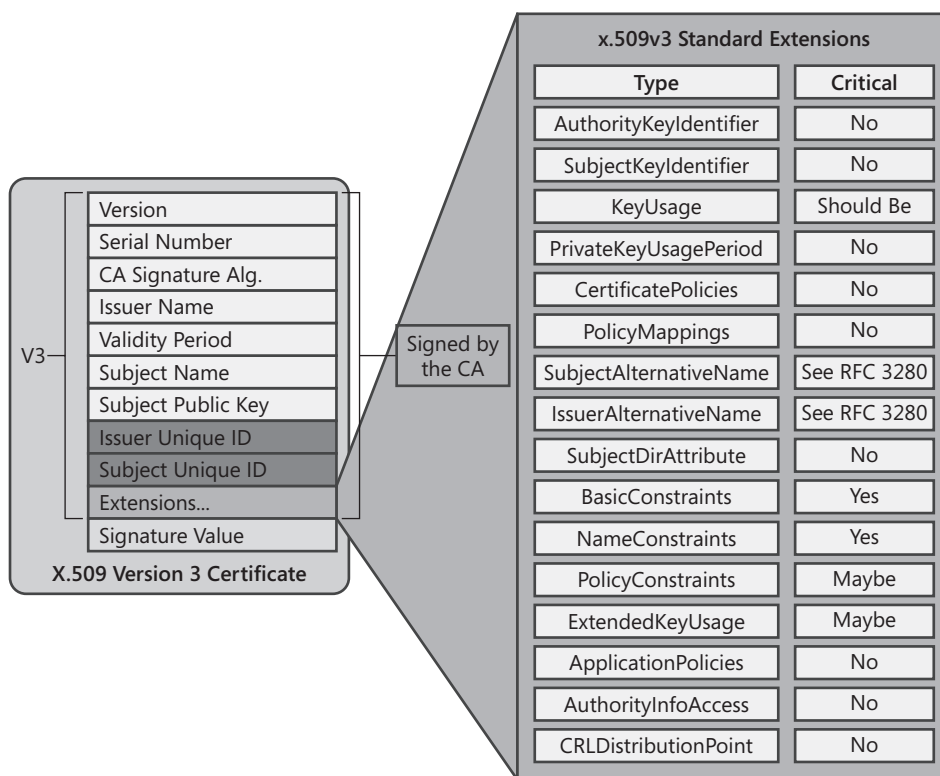 V3
Version
Serial Number
CA Signature Alg.
Issuer Name
Validity Period
Subject Name
Subject Public Key
Issuer Unique ID
Subject Unique ID
Extensions...
Signature Value
X.509 Version 3 Certificate
Signed by
the CA
x.509v3 Standard Extensions
Type Critical
AuthorityKeyIdentifier No
SubjectKeyIdentifier No
KeyUsage Should Be
PrivateKeyUsagePeriod No
CertificatePolicies No
PolicyMappings No
SubjectAlternativeName See RFC 3280
IssuerAlternativeName See RFC 3280
SubjectDirAttribute No
BasicConstraints Yes
NameConstraints Yes
PolicyConstraints Maybe
ExtendedKeyUsage Maybe
ApplicationPolicies No
AuthorityInfoAccess No
CRLDistributionPoint No